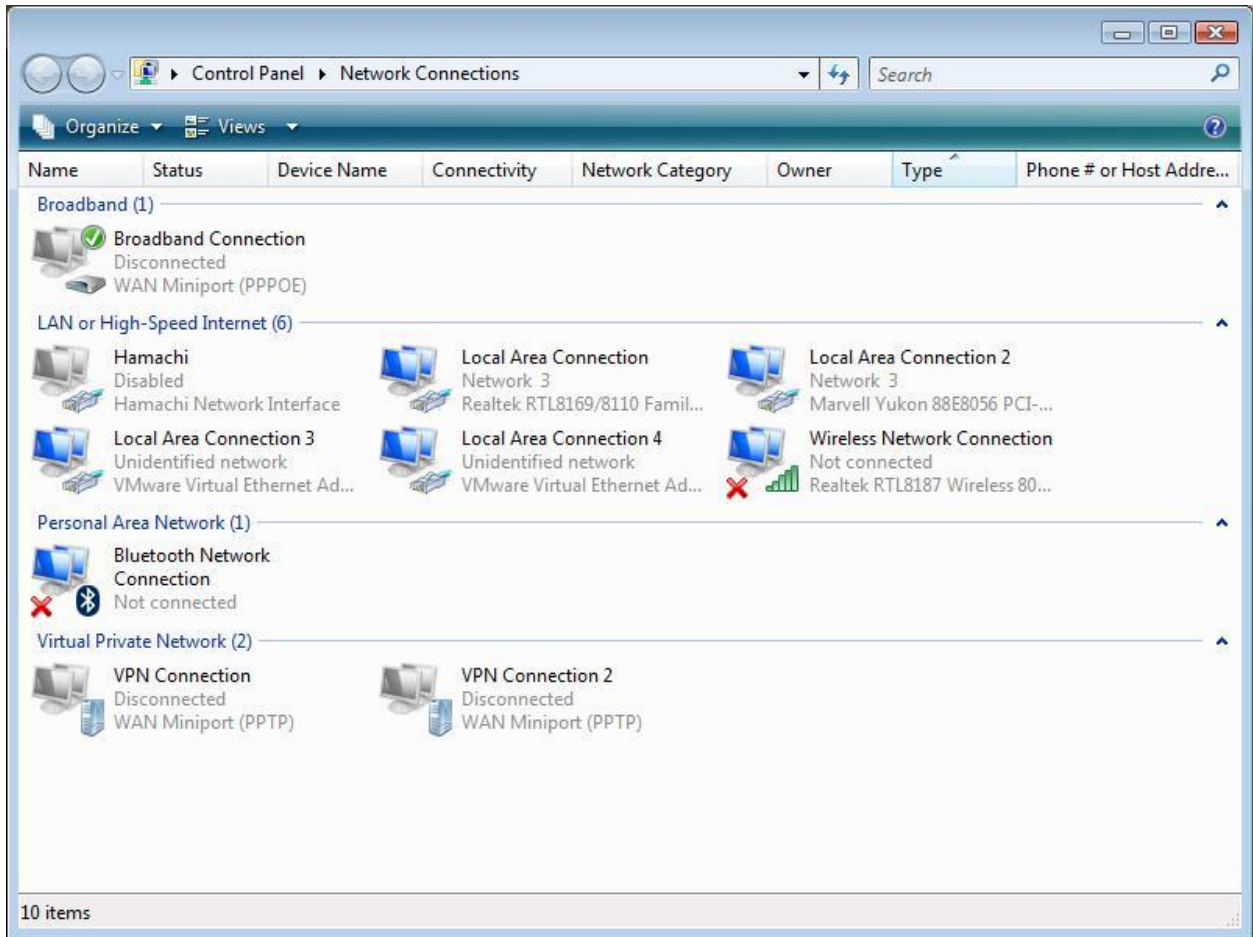 Control Panel Network Connections Search
Organize Views
Name Status Device Name Connectivity Network Category Owner Type Phone # or Host Addre...
Broadband (1)
Broadband Connection
Disconnected
WAN Miniport (PPPOE)
LAN or High-Speed Internet (6)
Hamachi
Disabled
Hamachi Network Interface
Local Area Connection
Network 3
Realtek RTL8169/8110 Famil...
Local Area Connection 2
Network 3
Marvell Yukon 88E8056 PCI-...
Local Area Connection 3
Unidentified network
VMware Virtual Ethernet Ad...
Local Area Connection 4
Unidentified network
VMware Virtual Ethernet Ad...
Wireless Network Connection
Not connected
Realtek RTL8187 Wireless 80...
Personal Area Network (1)
Bluetooth Network
Connection
Not connected
Virtual Private Network (2)
VPN Connection
Disconnected
WAN Miniport (PPTP)
VPN Connection 2
Disconnected
WAN Miniport (PPTP)
10 items